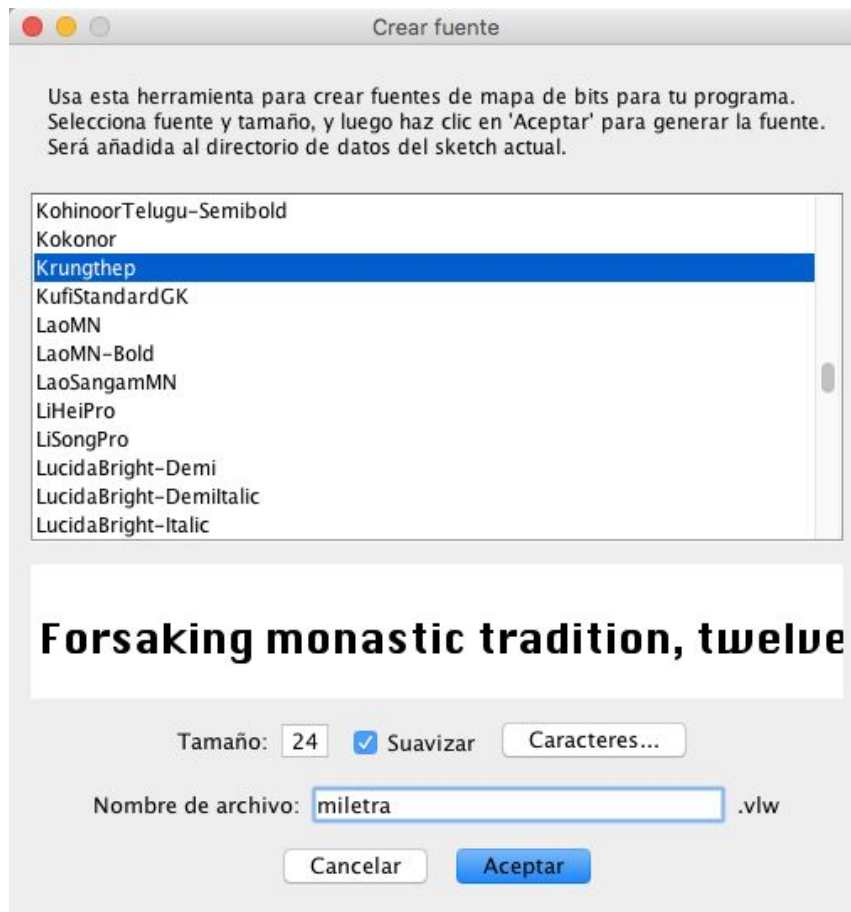 Crear fuente
Usa esta herramienta para crear fuentes de mapa de bits para tu programa.
Selecciona fuente y tamaño, y luego haz clic en 'Aceptar' para generar la fuente.
Será añadida al directorio de datos del sketch actual.
KohinoorTelugu-Semibold
Kokonor
Krungthep
KufiStandardGK
LaoMN
LaoMN-Bold
LaoSangamMN
LiHeiPro
LiSongPro
LucidaBright-Demi
LucidaBright-DemiItalic
LucidaBright-Italic
Forsaking monastic tradition, twelve
Tamaño: 24 Suavizar Caracteres...
Nombre de archivo: miletra .vlw
Cancelar Aceptar